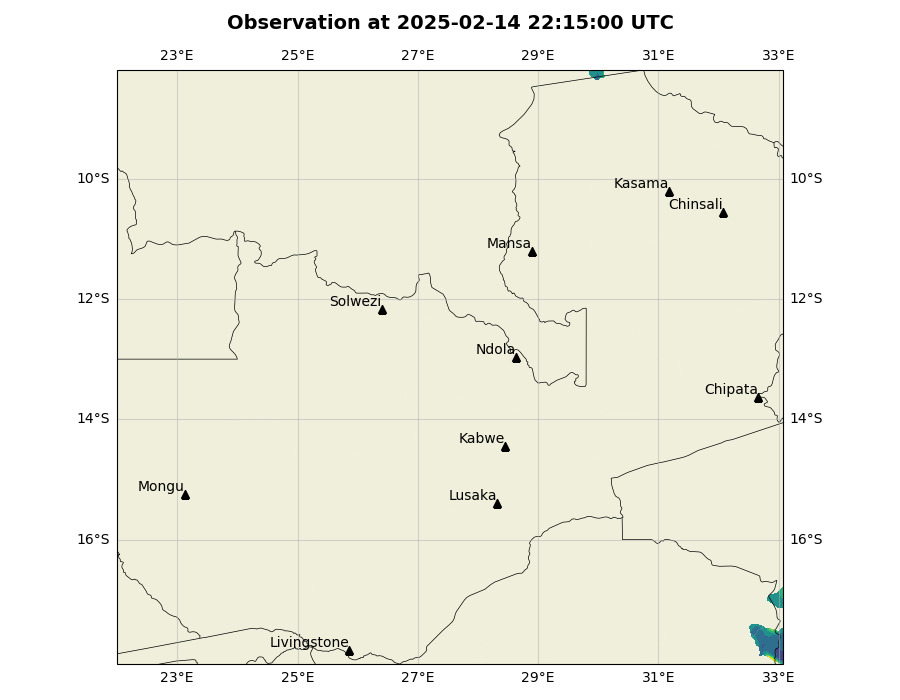 Observation at 2025-02-14 22:15:00 UTC
23°E 25°E 27°E 29°E 31°E 33°E
10°S 10°S
Kasama
Chinsali
Mansa
12°S 12°S
Solwezi
Ndola
Chipata
14°S 14°S
Kabwe
Mongu
Lusaka
16°S 16°S
Livingstone
23°E 25°E 27°E 29°E 31°E 33°E